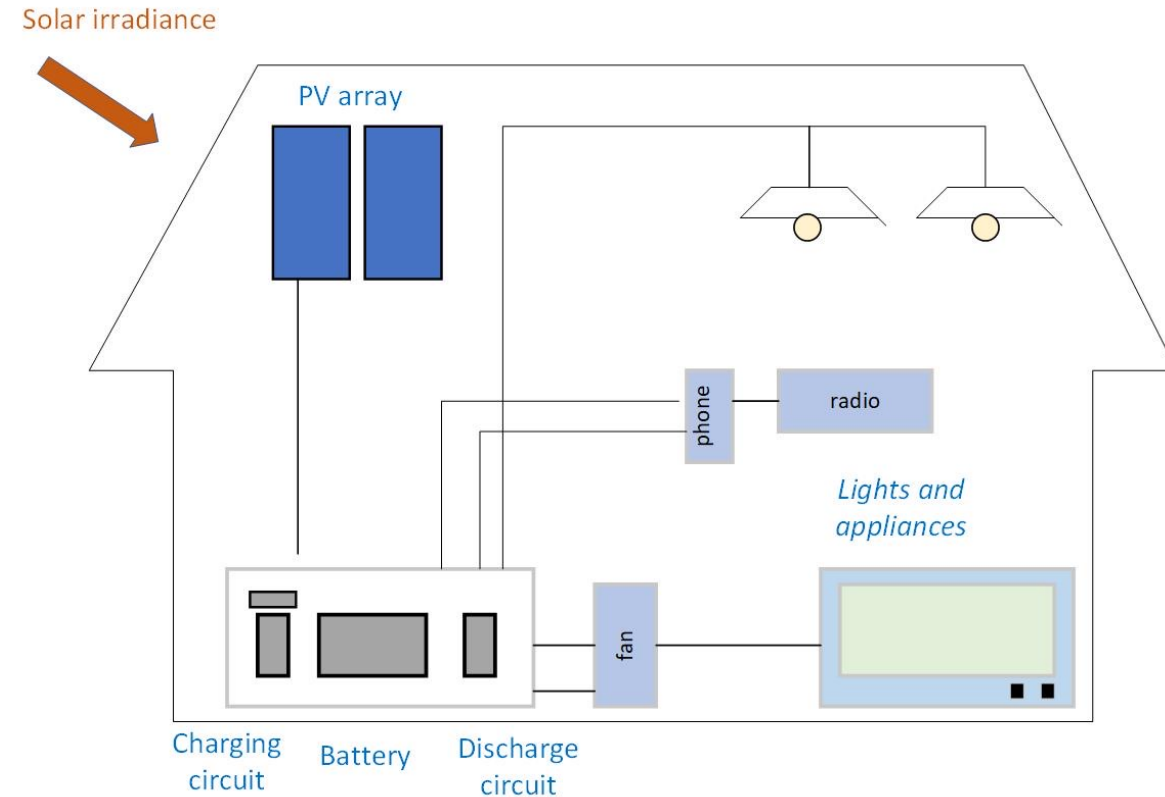 Solar irradiance
PV array
phone
radio
Lights and
appliances
fan
Charging
circuit
Battery
Discharge
circuit